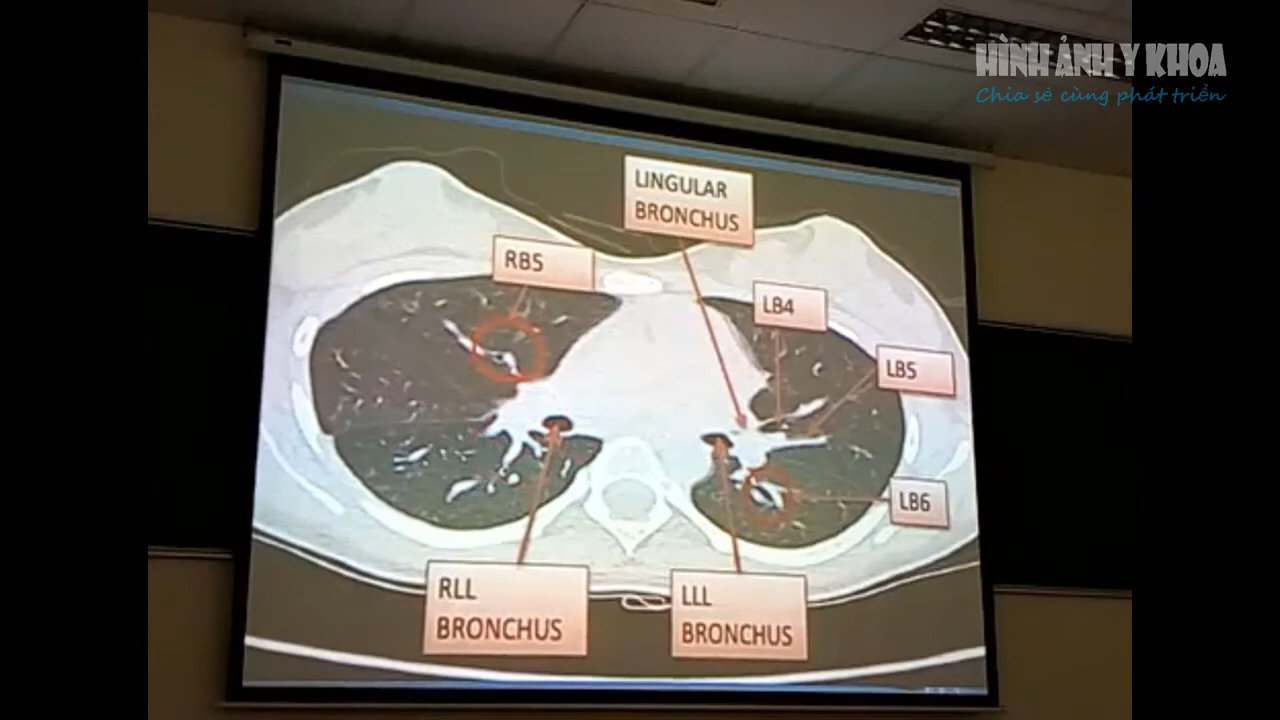 HÌNH ẢNH Y KHOA
Chia sẻ cùng phát triển
LINGULAR
BRONCHUS
RB5
LB4
LB5
LB6
RLL
BRONCHUS
LLL
BRONCHUS